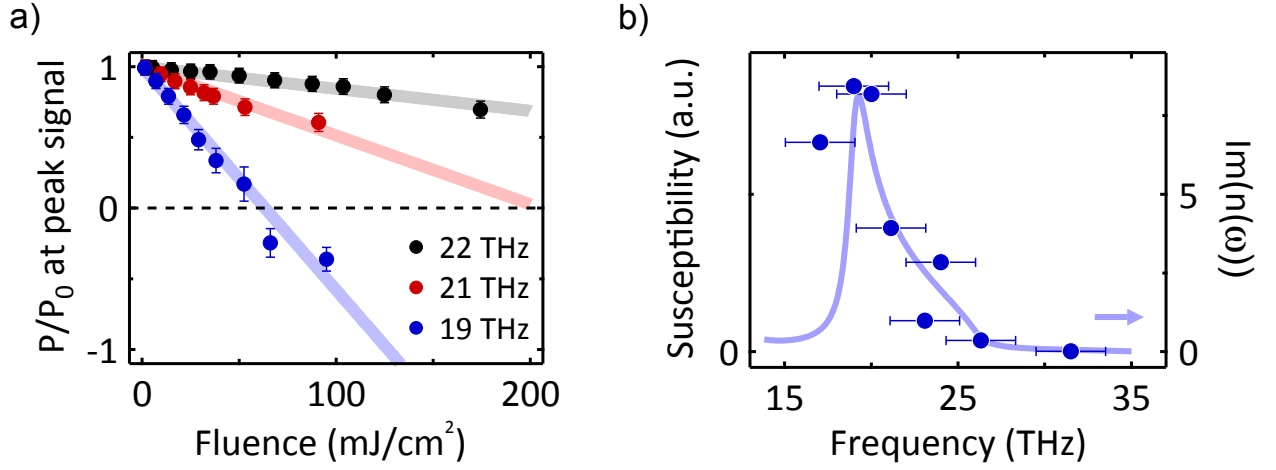 a)
P/P0 at peak signal
1
0
-1
22 THz
21 THz
19 THz
0
100
200
Fluence (mJ/cm²)
b)
Susceptibility (a.u.)
0
5
0
Im(n(ω))
15
25
35
Frequency (THz)